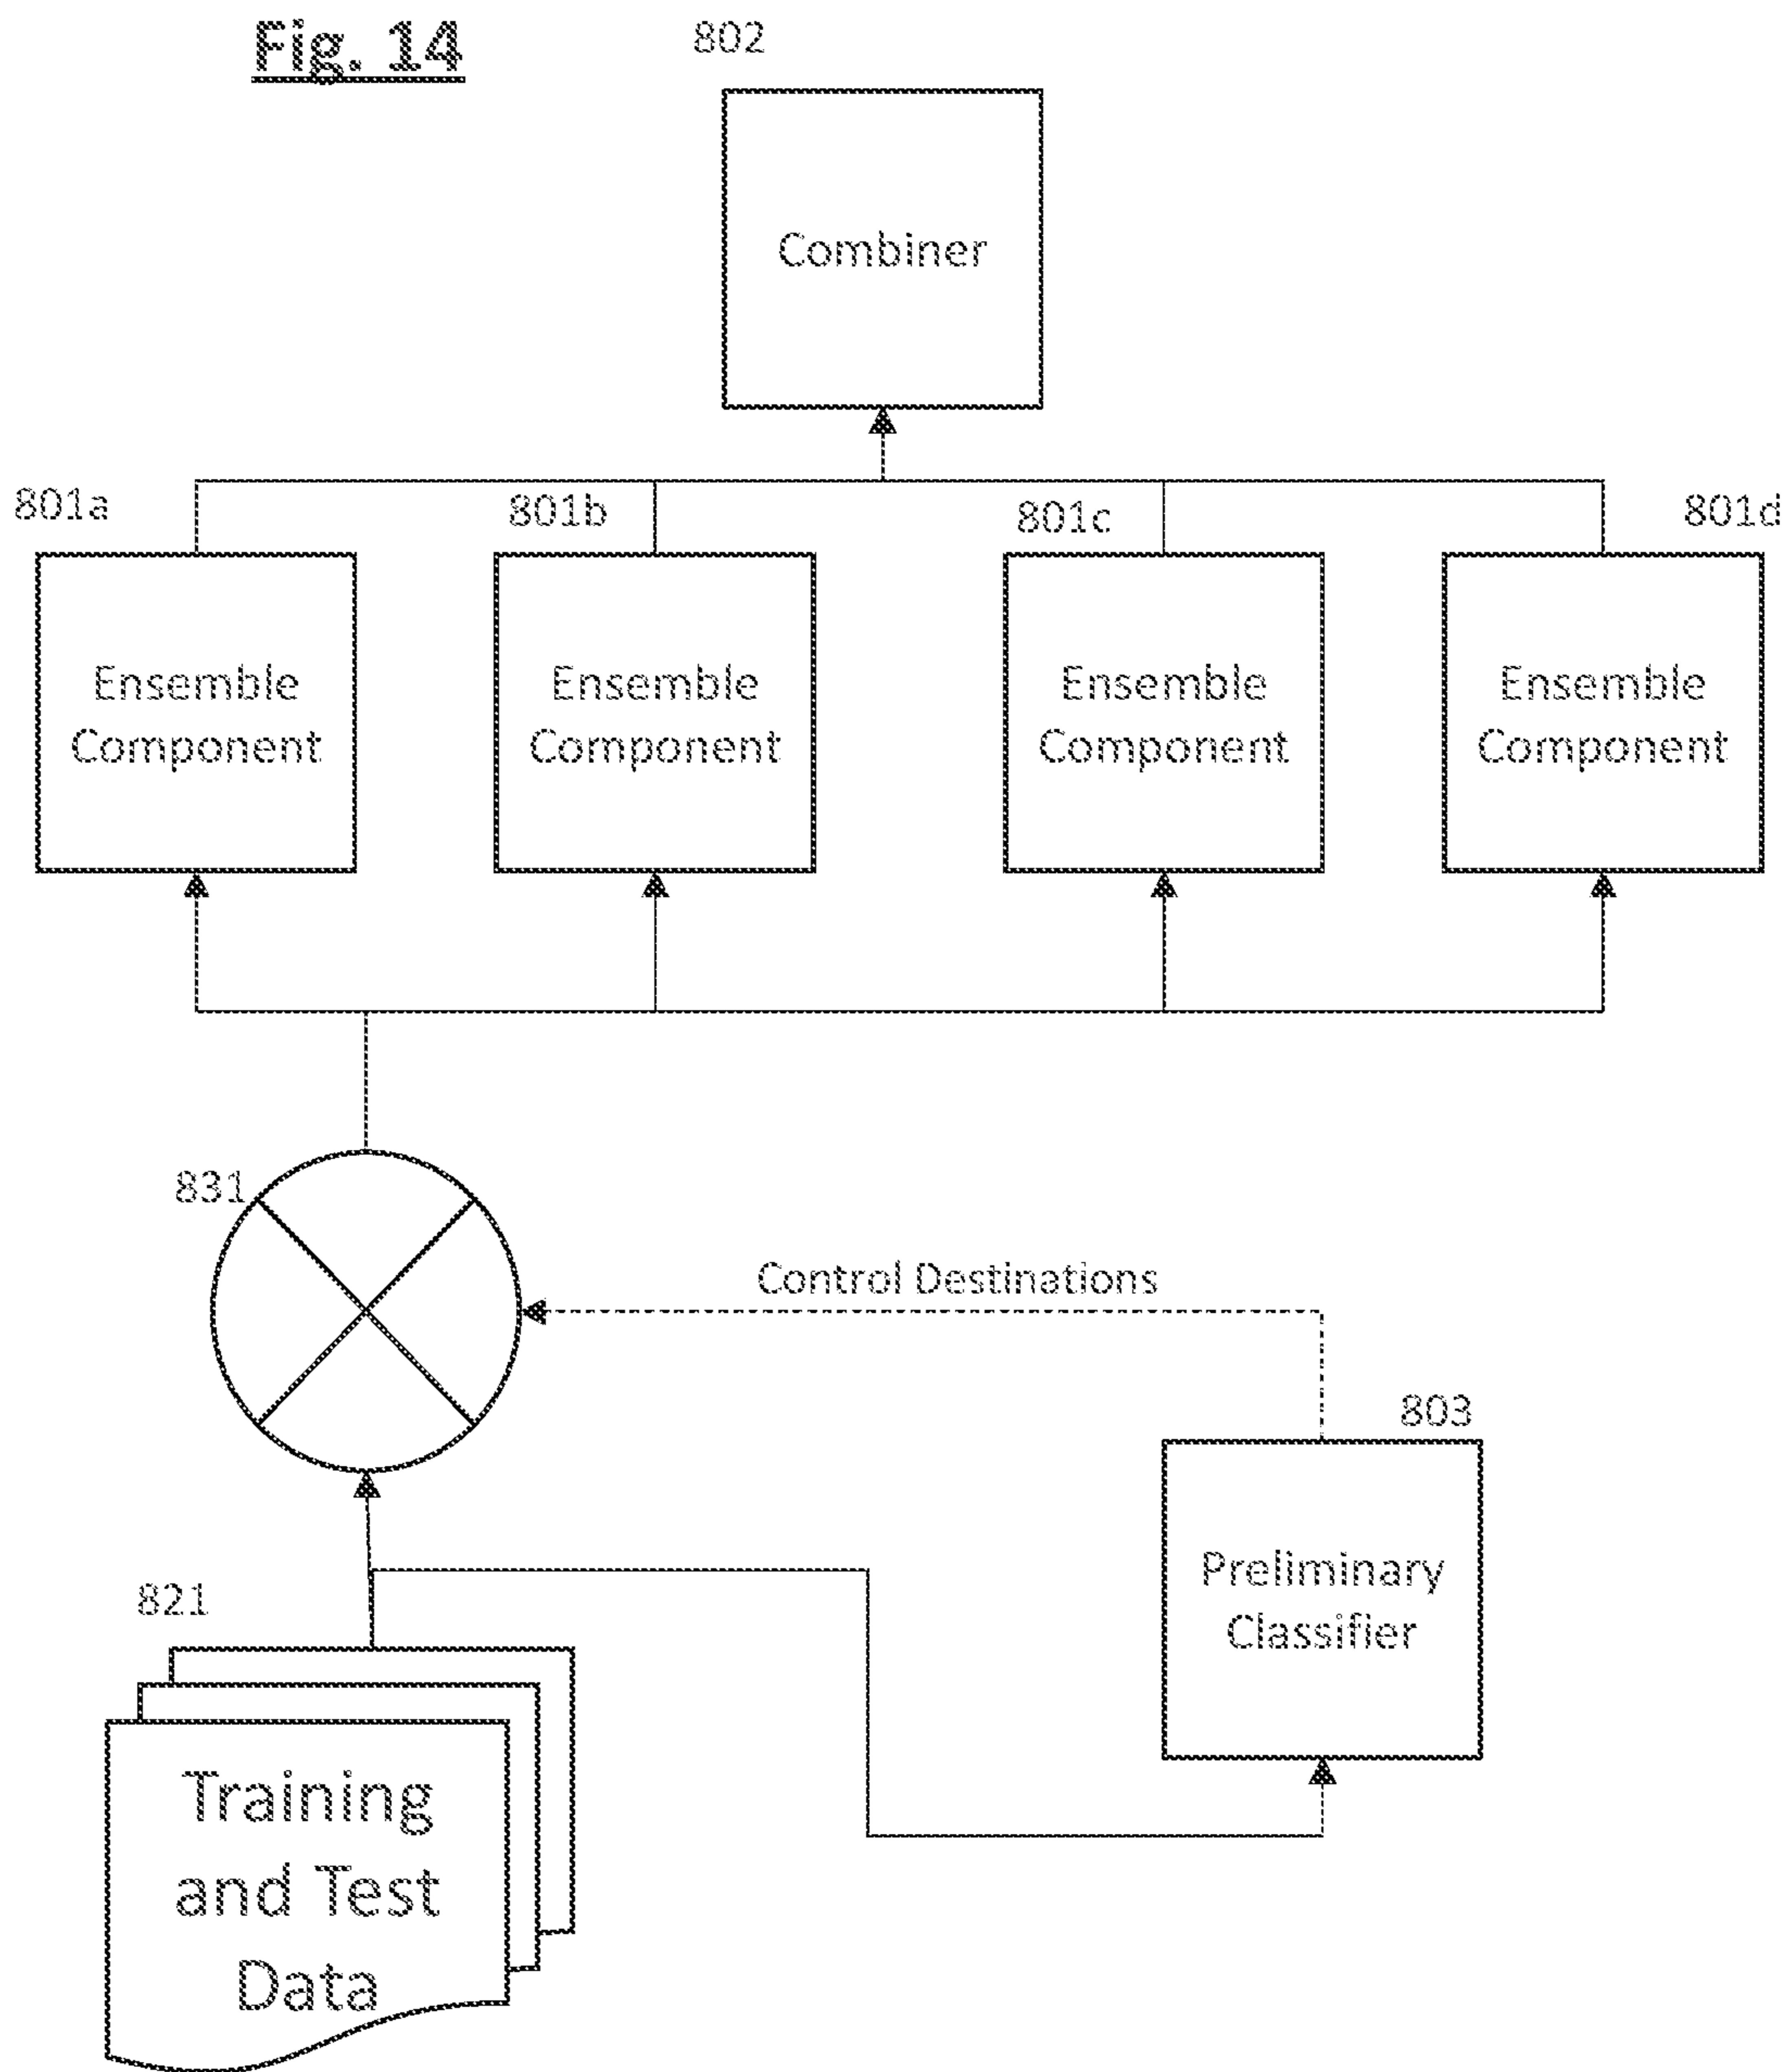 Fig. 14
802
Combiner
801a
801b
801c
801d
Ensemble
Component
Ensemble
Component
Ensemble
Component
Ensemble
Component
831
Control Destinations
803
Preliminary
Classifier
821
Training
and Test
Data